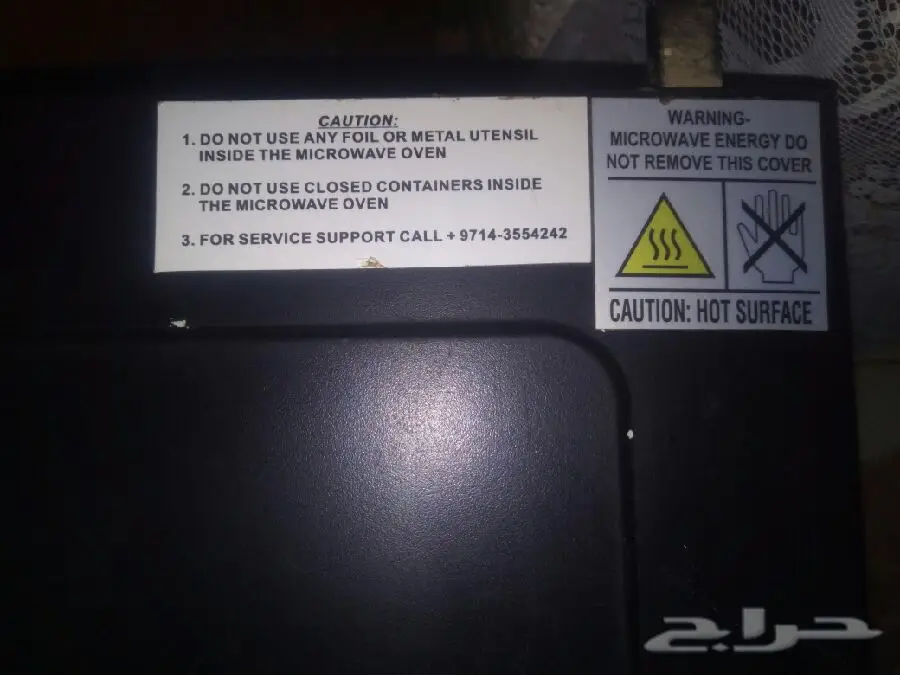 CAUTION:
1. DO NOT USE ANY FOIL OR METAL UTENSIL
INSIDE THE MICROWAVE OVEN
2. DO NOT USE CLOSED CONTAINERS INSIDE
THE MICROWAVE OVEN
3. FOR SERVICE SUPPORT CALL + 9714-3554242
WARNING-
MICROWAVE ENERGY DO
NOT REMOVE THIS COVER
CAUTION: HOT SURFACE
حراج